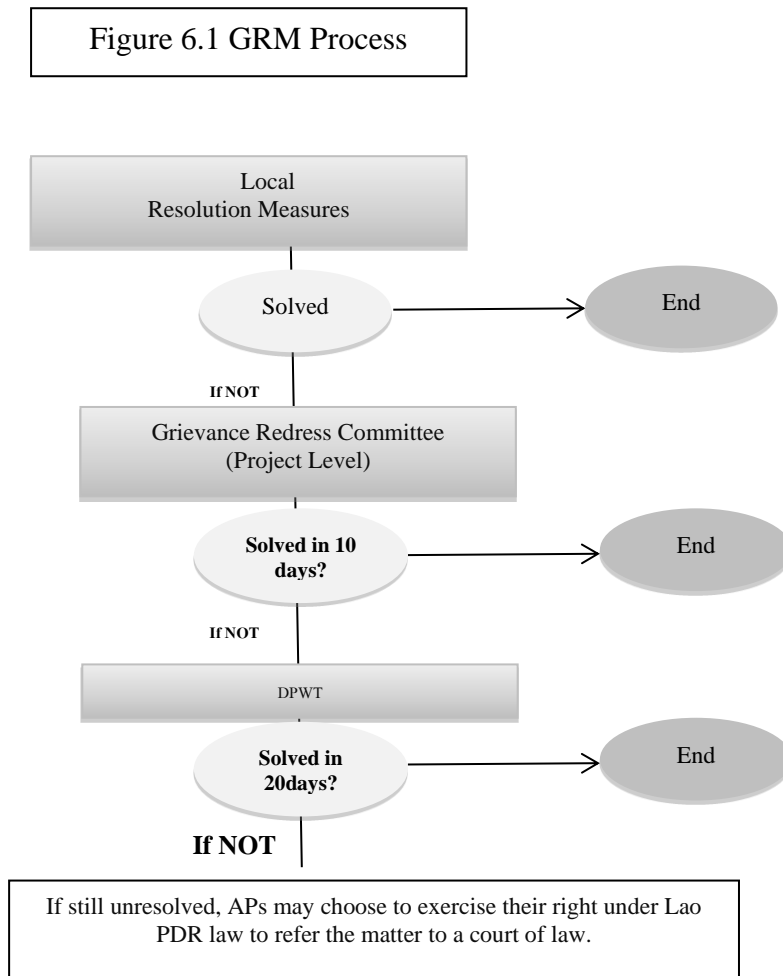 Figure 6.1 GRM Process
Local
Resolution Measures
Solved
End
If NOT
Grievance Redress Committee
(Project Level)
Solved in 10
days?
End
If NOT
DPWT
Solved in
20days?
End
If NOT
If still unresolved, APs may choose to exercise their right under Lao
PDR law to refer the matter to a court of law.